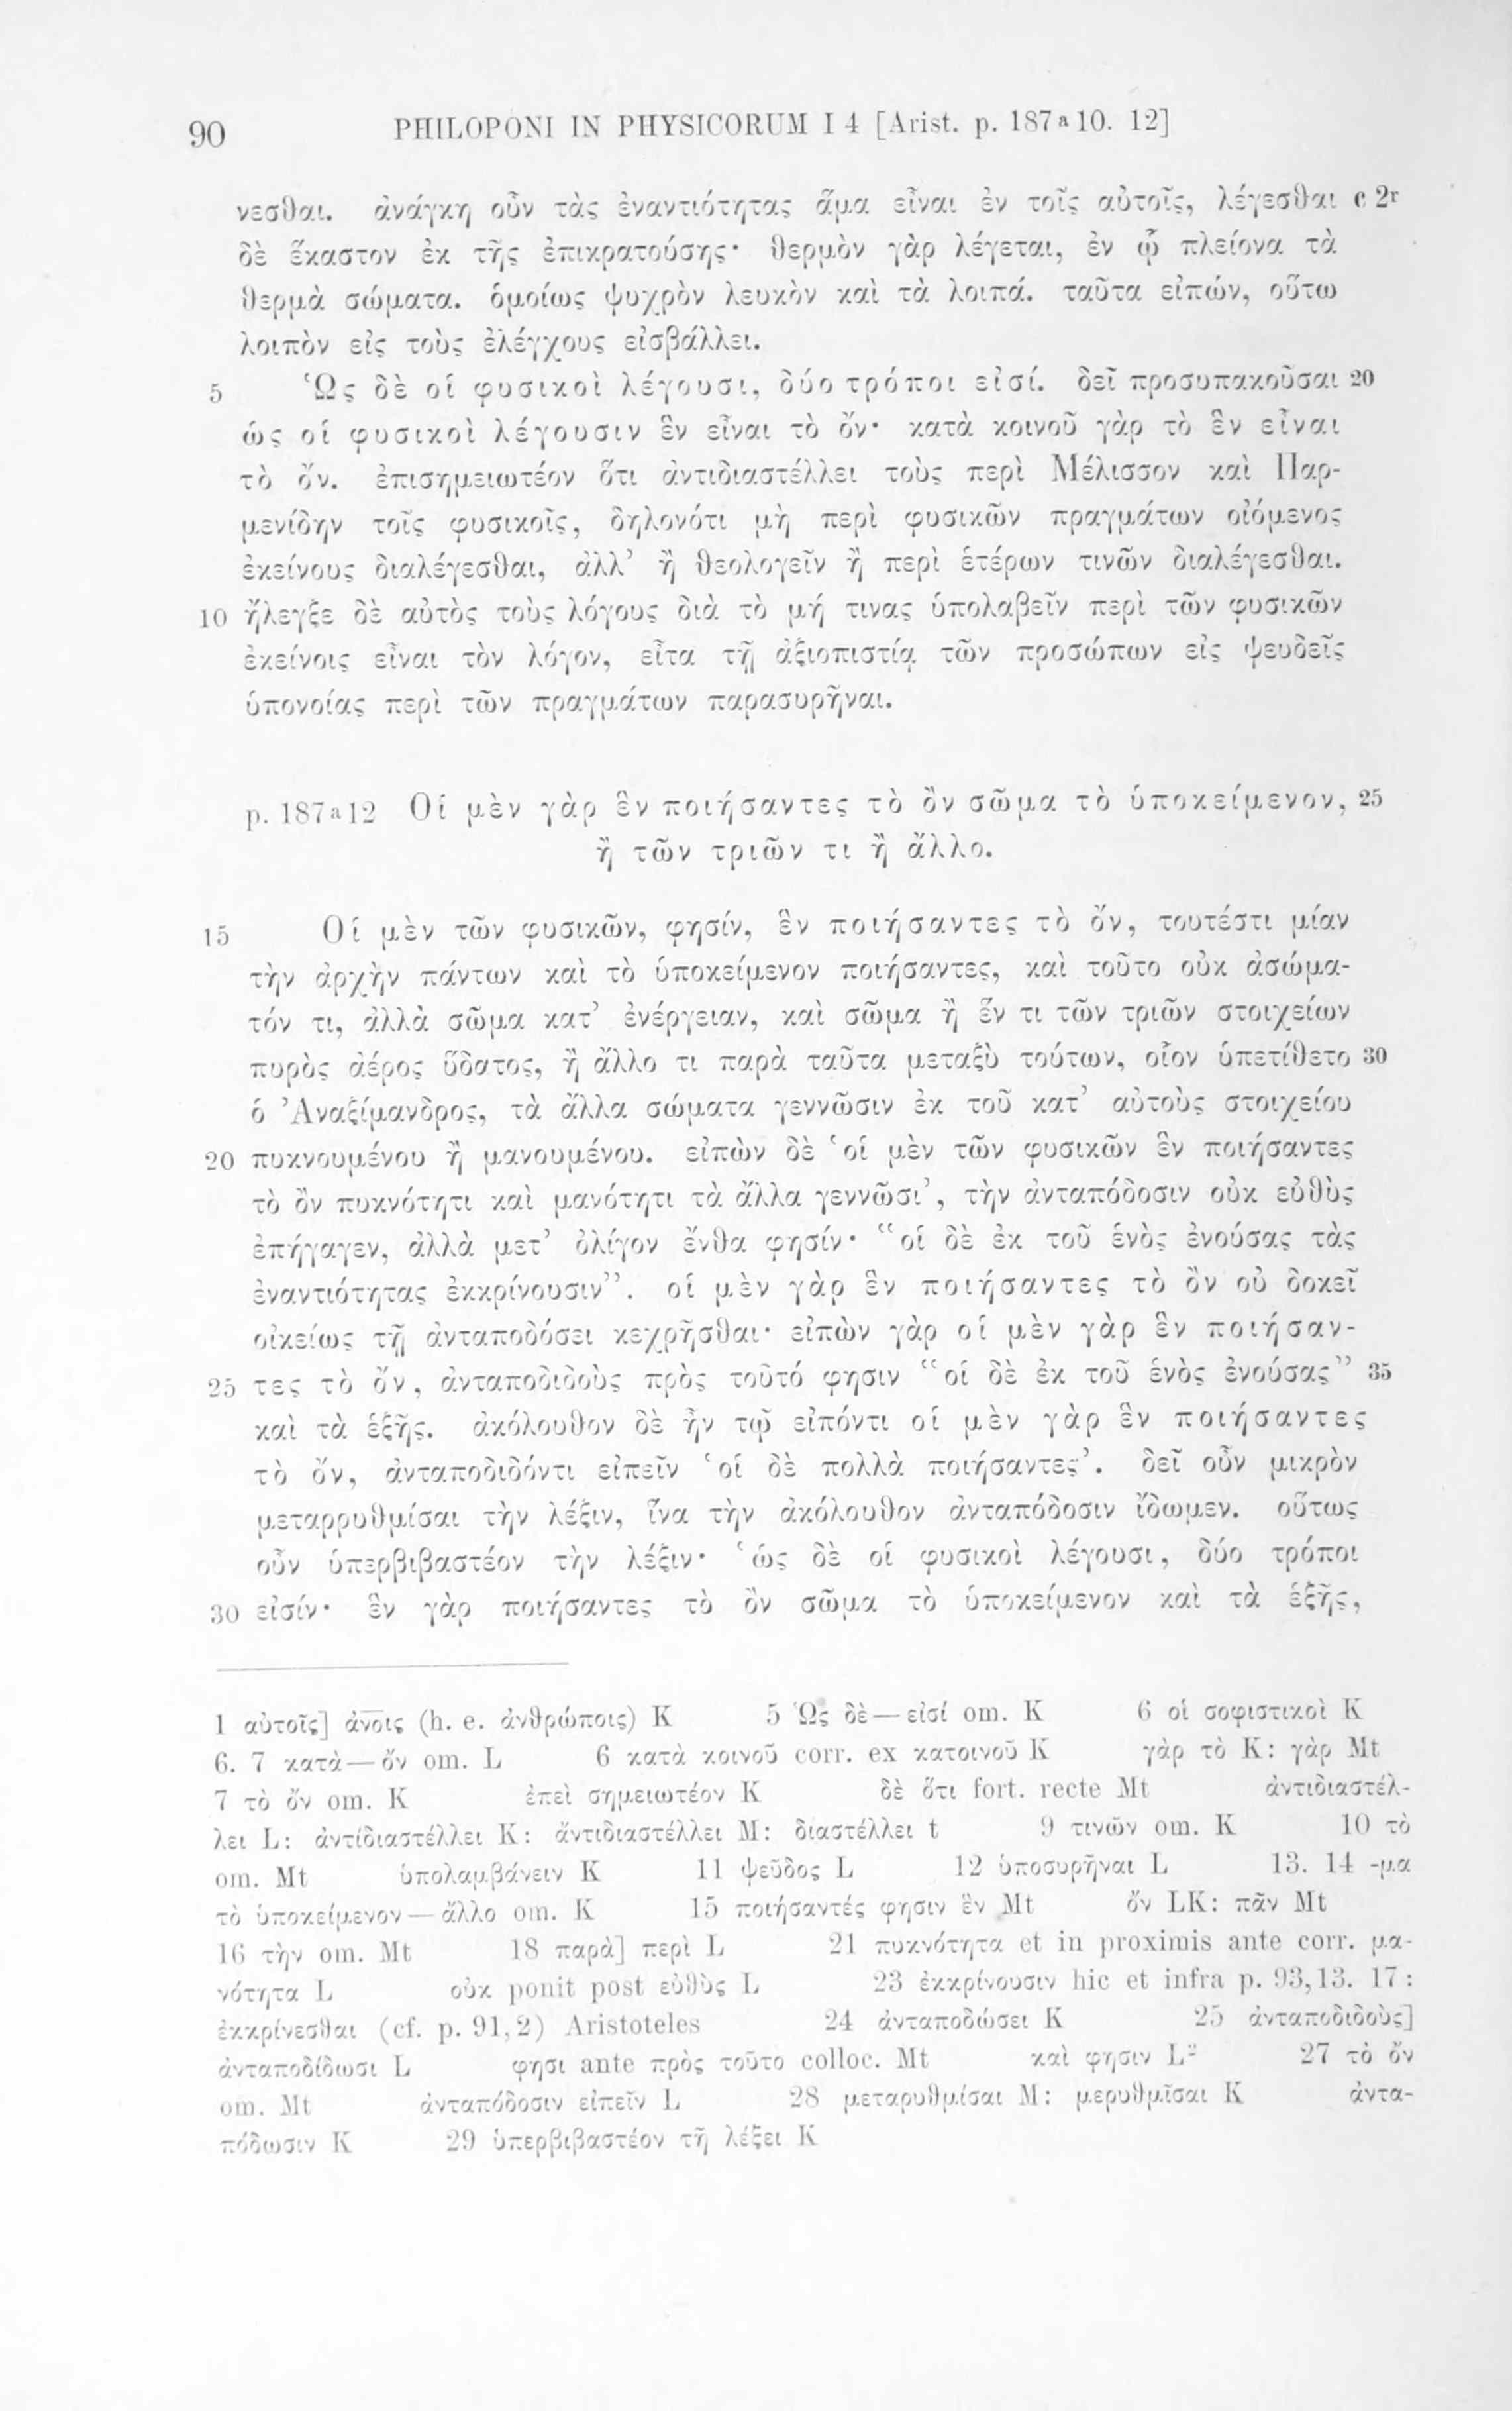 90 PHILOPONI IN PHYSICORUM I 4 [Arist. p. 187ª10. 12]
νεσθαι. ἀνάγκη οὖν τὰς ἐναντιότητας ἅμα εἶναι ἐν τοῖς αὐτοῖς, λέγεσθαι c 2r
δὲ ἕκαστον ἐκ τῆς ἐπικρατούσης· θερμὸν γὰρ λέγεται, ἐν ᾧ πλείονα τὰ
θερμὰ σώματα. ὁμοίως ψυχρὸν λευκὸν καὶ τὰ λοιπά. ταῦτα εἰπών, οὕτω
λοιπὸν εἰς τοὺς ἐλέγχους εἰσβάλλει.
5 Ὡς δὲ οἱ φυσικοὶ λέγουσι, δύο τρόποι εἰσί. δεῖ προσυπακοῦσαι 20
ὡς οἱ φυσικοὶ λέγουσιν ἓν εἶναι τὸ ὄν· κατὰ κοινοῦ γὰρ τὸ ἓν εἶναι
τὸ ὄν. ἐπισημειωτέον ὅτι ἀντιδιαστέλλει τοὺς περὶ Μέλισσον καὶ Παρ-
μενίδην τοῖς φυσικοῖς, δηλονότι μὴ περὶ φυσικῶν πραγμάτων οἰόμενος
ἐκείνους διαλέγεσθαι, ἀλλ’ ἢ θεολογεῖν ἢ περὶ ἑτέρων τινῶν διαλέγεσθαι.
10 ἤλεγξε δὲ αὐτὸς τοὺς λόγους διὰ τὸ μή τινας ὑπολαβεῖν περὶ τῶν φυσικῶν
ἐκείνοις εἶναι τὸν λόγον, εἶτα τῇ ἀξιοπιστίᾳ τῶν προσώπων εἰς ψευδεῖς
ὑπονοίας περὶ τῶν πραγμάτων παρασυρῆναι.
p. 187ª12 Οἱ μὲν γὰρ ἓν ποιήσαντες τὸ ὂν σῶμα τὸ ὑποκείμενον, 25
ἢ τῶν τριῶν τι ἢ ἄλλο.
15 Οἱ μὲν τῶν φυσικῶν, φησίν, ἓν ποιήσαντες τὸ ὄν, τουτέστι μίαν
τὴν ἀρχὴν πάντων καὶ τὸ ὑποκείμενον ποιήσαντες, καὶ τοῦτο οὐκ ἀσώμα-
τόν τι, ἀλλὰ σῶμα κατ’ ἐνέργειαν, καὶ σῶμα ἢ ἕν τι τῶν τριῶν στοιχείων
πυρὸς ἀέρος ὕδατος, ἢ ἄλλο τι παρὰ ταῦτα μεταξὺ τούτων, οἷον ὑπετίθετο 30
ὁ Ἀναξίμανδρος, τὰ ἄλλα σώματα γεννῶσιν ἐκ τοῦ κατ’ αὐτοὺς στοιχείου
20 πυκνουμένου ἢ μανουμένου. εἰπὼν δὲ ‘οἱ μὲν τῶν φυσικῶν ἓν ποιήσαντες
τὸ ὂν πυκνότητι καὶ μανότητι τὰ ἄλλα γεννῶσι’, τὴν ἀνταπόδοσιν οὐκ εὐθὺς
ἐπήγαγεν, ἀλλὰ μετ’ ὀλίγον ἔνθα φησίν· “οἱ δὲ ἐκ τοῦ ἑνὸς ἐνούσας τὰς
ἐναντιότητας ἐκκρίνουσιν”. οἱ μὲν γὰρ ἓν ποιήσαντες τὸ ὂν οὐ δοκεῖ
οἰκείως τῇ ἀνταποδόσει κεχρῆσθαι· εἰπὼν γὰρ οἱ μὲν γὰρ ἓν ποιήσαν-
25 τες τὸ ὄν, ἀνταποδιδοὺς πρὸς τοῦτό φησιν “οἱ δὲ ἐκ τοῦ ἑνὸς ἐνούσας” 35
καὶ τὰ ἑξῆς. ἀκόλουθον δὲ ἦν τῷ εἰπόντι οἱ μὲν γὰρ ἓν ποιήσαντες
τὸ ὄν, ἀνταποδιδόντι εἰπεῖν ‘οἱ δὲ πολλὰ ποιήσαντες’. δεῖ οὖν μικρὸν
μεταρρυθμίσαι τὴν λέξιν, ἵνα τὴν ἀκόλουθον ἀνταπόδοσιν ἴδωμεν. οὕτως
οὖν ὑπερβιβαστέον τὴν λέξιν· ‘ὡς δὲ οἱ φυσικοὶ λέγουσι, δύο τρόποι
30 εἰσίν· ἓν γὰρ ποιήσαντες τὸ ὂν σῶμα τὸ ὑποκείμενον καὶ τὰ ἑξῆς,
1 αὐτοῖς] ἀνοις (h. e. ἀνθρώποις) K 5 Ὡς δὲ — εἰσί om. K 6 οἱ σοφιστικοὶ K
6. 7 κατὰ — ὄν om. L 6 κατὰ κοινοῦ corr. ex κατοινοῦ K γὰρ τὸ K: γὰρ Mt
7 τὸ ὄν om. K ἐπεὶ σημειωτέον K δὲ ὅτι fort. recte Mt ἀντιδιαστέλ-
λει L: ἀντίδιαστέλλει K: ἄντιδιαστέλλει M: διαστέλλει t 9 τινῶν om. K 10 τὸ
om. Mt ὑπολαμβάνειν K 11 ψεῦδος L 12 ὑποσυρῆναι L 13. 14 -μα
τὸ ὑποκείμενον — ἄλλο om. K 15 ποιήσαντές φησιν ἓν Mt ὄν LK: πᾶν Mt
16 τὴν om. Mt 18 παρὰ] περὶ L 21 πυκνότητα et in proximis ante corr. μα-
νότητα L οὐκ ponit post εὐθὺς L 23 ἐκκρίνουσιν hic et infra p. 93,13. 17:
ἐκκρίνεσθαι (cf. p. 91,2) Aristoteles 24 ἀνταποδώσει K 25 ἀνταποδιδοὺς]
ἀνταποδίδωσι L φησι ante πρὸς τοῦτο colloc. Mt καὶ φησιν L² 27 τὸ ὄν
om. Mt ἀνταπόδοσιν εἰπεῖν L 28 μεταρυθμίσαι M: μερυθμῖσαι K ἀντα-
πόδωσιν K 29 ὑπερβιβαστέον τῇ λέξει K